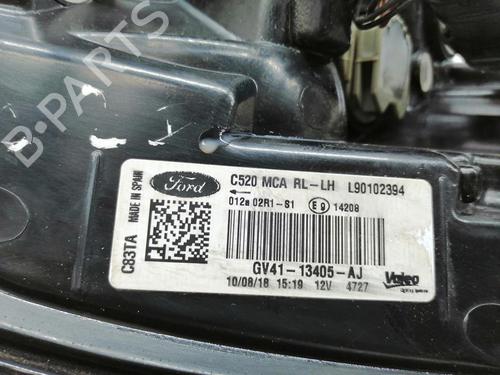 B-PARTS
Ford
C520 MCA RL-LH L90102394
012a 02R1-S1 E9 14208
MADE IN SPAIN
C83TA
GV41-13405-AJ
10/08/18 15:19 12V 4727
Valeo